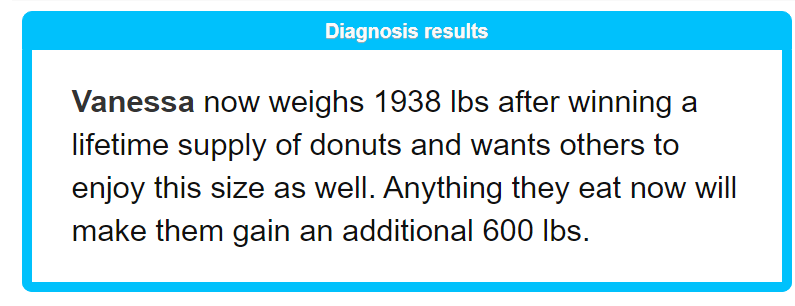 Diagnosis results
Vanessa now weighs 1938 lbs after winning a
lifetime supply of donuts and wants others to
enjoy this size as well. Anything they eat now will
make them gain an additional 600 lbs.